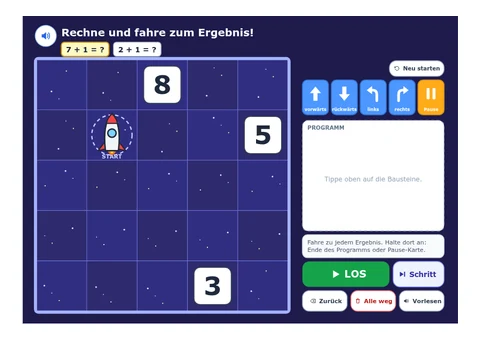 Rechne und fahre zum Ergebnis!
7 + 1 = ?
2 + 1 = ?
8
5
START
3
Neu starten
vorwärts
rückwärts
links
rechts
Pause
PROGRAMM
Tippe oben auf die Bausteine.
Fahre zu jedem Ergebnis. Halte dort an:
Ende des Programms oder Pause-Karte.
LOS
Schritt
Zurück
Alle weg
Vorlesen